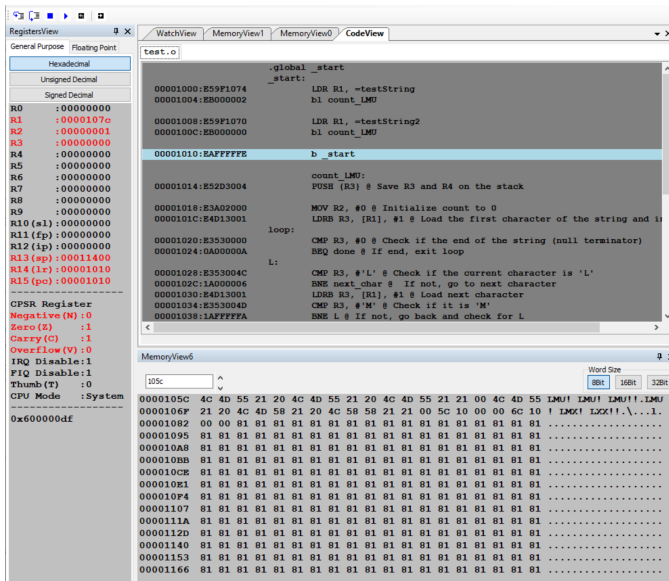 RegistersView
General Purpose Floating Point
Hexadecimal
Unsigned Decimal
Signed Decimal
R0 :00000000
R1 :0000107c
R2 :00000001
R3 :00000000
R4 :00000000
R5 :00000000
R6 :00000000
R7 :00000000
R8 :00000000
R9 :00000000
R10(sl):00000000
R11(fp):00000000
R12(ip):00000000
R13(sp):00011400
R14(lr):00001010
R15(pc):00001010
CPSR Register
Negative(N):0
Zero(Z) :1
Carry(C) :1
Overflow(V):0
IRQ Disable:1
FIQ Disable:1
Thumb(T) :0
CPU Mode :System
0x600000df
WatchView MemoryView1 MemoryView0 CodeView
test.o
.global _start
_start:
00001000:E59F1074 LDR R1, =testString
00001004:EB000002 bl count_LMU
00001008:E59F1070 LDR R1, =testString2
0000100C:EB000000 bl count_LMU
00001010:EAFFFFFE b _start
count_LMU:
00001014:E52D3004 PUSH {R3} @ Save R3 and R4 on the stack
00001018:E3A02000 MOV R2, #0 @ Initialize count to 0
0000101C:E4D13001 LDRB R3, [R1], #1 @ Load the first character of the string and
loop:
00001020:E3530000 CMP R3, #0 @ Check if the end of the string (null terminator)
00001024:0A00000A BEQ done @ If end, exit loop
L:
00001028:E353004C CMP R3, #'L' @ Check if the current character is 'L'
0000102C:1A000006 BNE next_char @ If not, go to next character
00001030:E4D13001 LDRB R3, [R1], #1 @ Load next character
00001034:E353004D CMP R3, #'M' @ Check if it is 'M'
00001038:1AFFFFFA BNE L @ If not, go back and check for L
MemoryView6
105c
Word Size
8Bit 16Bit 32Bit
0000105C 4C 4D 55 21 20 4C 4D 55 21 20 4C 4D 55 21 21 00 4C 4D 55 LMU! LMU! LMU!!.LMU
0000106F 21 20 4C 4D 58 21 20 4C 58 58 21 21 00 5C 10 00 00 6C 10 ! LMX! LXX!!.\...l.
00001082 00 00 81 81 81 81 81 81 81 81 81 81 81 81 81 81 81 81 81 ...................
00001095 81 81 81 81 81 81 81 81 81 81 81 81 81 81 81 81 81 81 81 ...................
000010A8 81 81 81 81 81 81 81 81 81 81 81 81 81 81 81 81 81 81 81 ...................
000010BB 81 81 81 81 81 81 81 81 81 81 81 81 81 81 81 81 81 81 81 ...................
000010CE 81 81 81 81 81 81 81 81 81 81 81 81 81 81 81 81 81 81 81 ...................
000010E1 81 81 81 81 81 81 81 81 81 81 81 81 81 81 81 81 81 81 81 ...................
000010F4 81 81 81 81 81 81 81 81 81 81 81 81 81 81 81 81 81 81 81 ...................
00001107 81 81 81 81 81 81 81 81 81 81 81 81 81 81 81 81 81 81 81 ...................
0000111A 81 81 81 81 81 81 81 81 81 81 81 81 81 81 81 81 81 81 81 ...................
0000112D 81 81 81 81 81 81 81 81 81 81 81 81 81 81 81 81 81 81 81 ...................
00001140 81 81 81 81 81 81 81 81 81 81 81 81 81 81 81 81 81 81 81 ...................
00001153 81 81 81 81 81 81 81 81 81 81 81 81 81 81 81 81 81 81 81 ...................
00001166 81 81 81 81 81 81 81 81 81 81 81 81 81 81 81 81 81 81 81 ...................